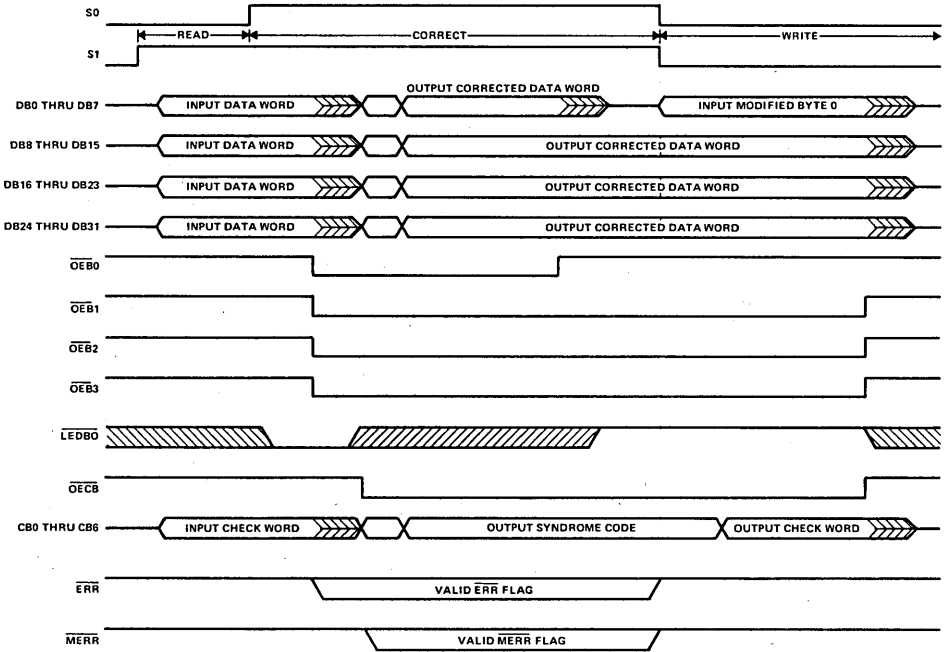 S0
READ CORRECT WRITE
S1
OUTPUT CORRECTED DATA WORD
DB0 THRU DB7 INPUT DATA WORD INPUT MODIFIED BYTE 0
DB8 THRU DB15 INPUT DATA WORD OUTPUT CORRECTED DATA WORD
DB16 THRU DB23 INPUT DATA WORD OUTPUT CORRECTED DATA WORD
DB24 THRU DB31 INPUT DATA WORD OUTPUT CORRECTED DATA WORD
OEB0
OEB1
OEB2
OEB3
LEDBO
OECB
CB0 THRU CB6 INPUT CHECK WORD OUTPUT SYNDROME CODE OUTPUT CHECK WORD
ERR VALID ERR FLAG
MERR VALID MERR FLAG